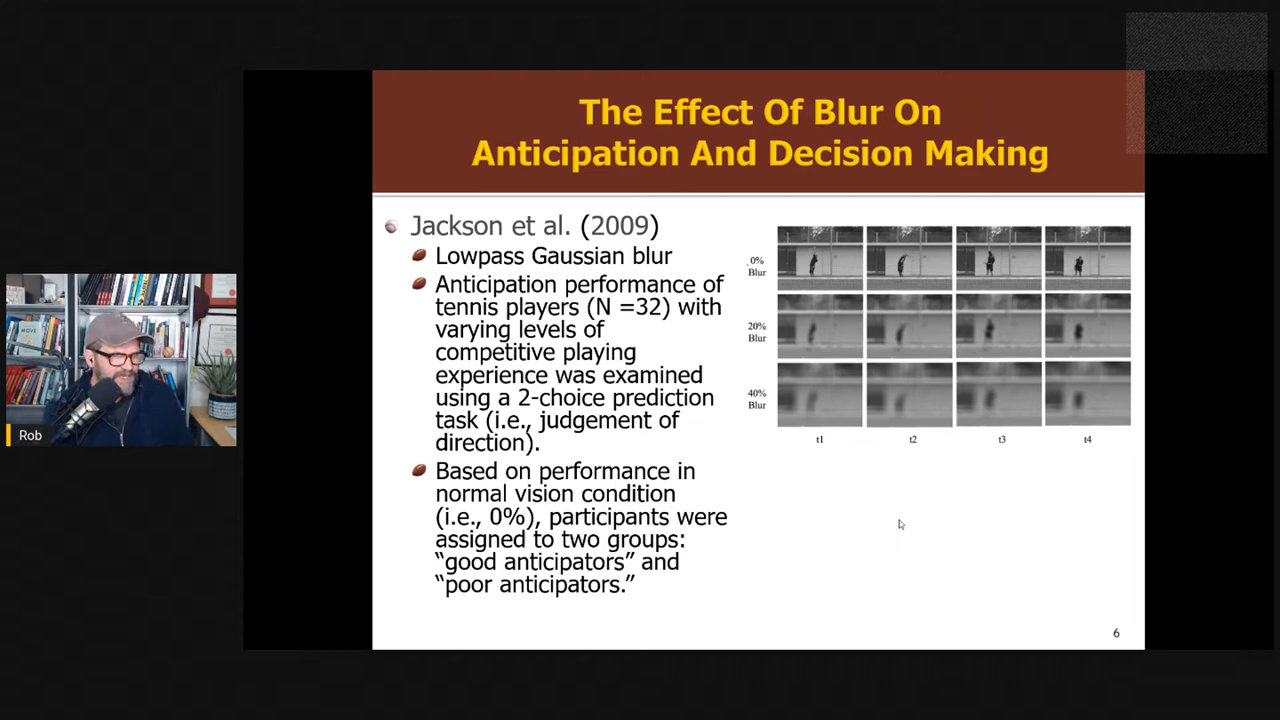 The Effect Of Blur On
Anticipation And Decision Making
Jackson et al. (2009)
Lowpass Gaussian blur
Anticipation performance of
tennis players (N =32) with
varying levels of
competitive playing
experience was examined
using a 2-choice prediction
task (i.e., judgement of
direction).
Based on performance in
normal vision condition
(i.e., 0%), participants were
assigned to two groups:
“good anticipators” and
“poor anticipators.”
0%
Blur
20%
Blur
40%
Blur
t1 t2 t3 t4
6
Rob
MOVE